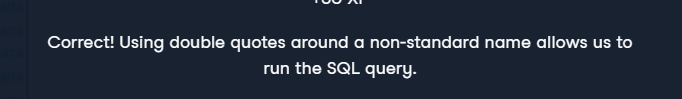 Correct! Using double quotes around a non-standard name allows us to
run the SQL query.